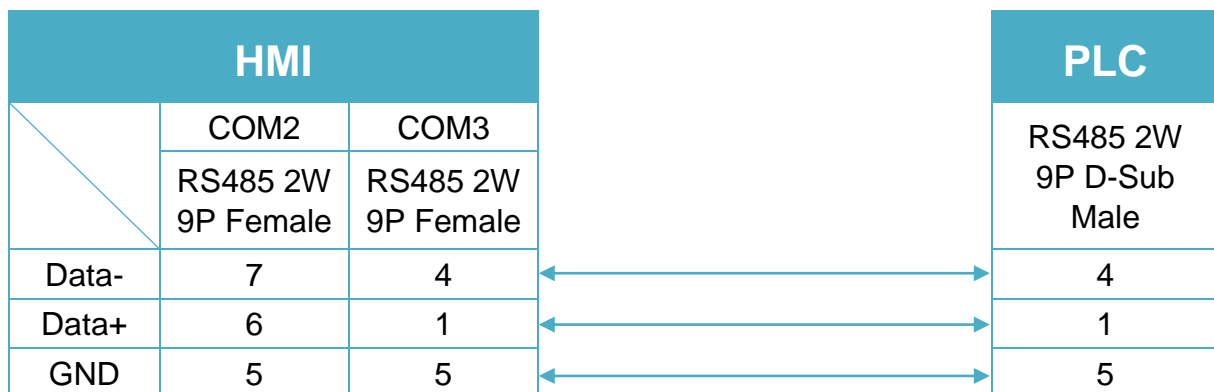 HMI PLC
COM2 COM3
RS485 2W
9P Female
RS485 2W
9P Female
RS485 2W
9P D-Sub
Male
Data- 7 4 4
Data+ 6 1 1
GND 5 5 5